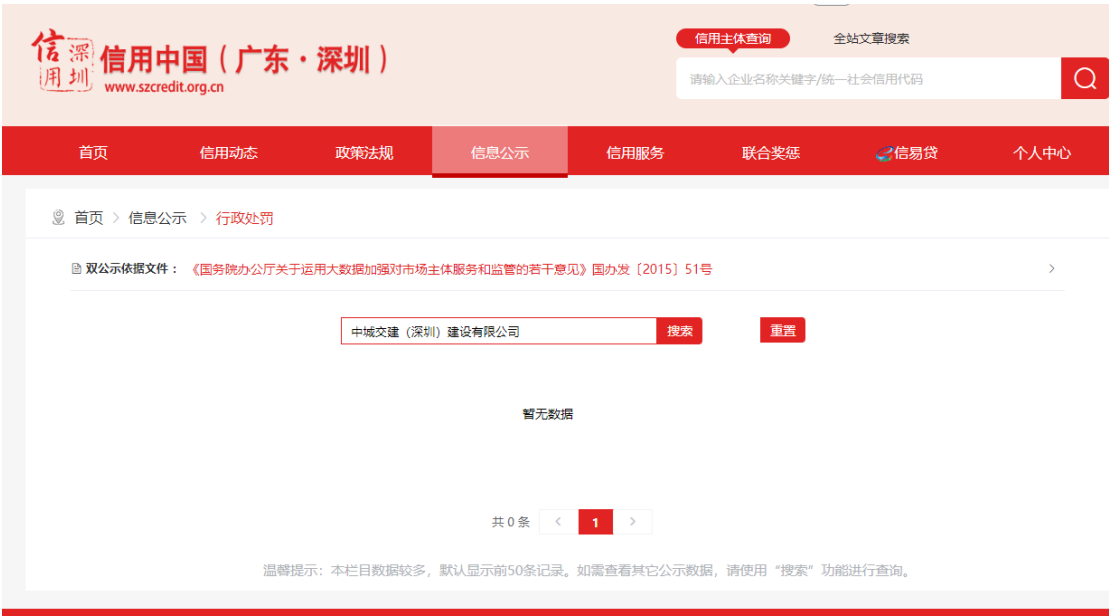 信用
深圳
信用中国（广东·深圳）
www.szcredit.org.cn
信用主体查询 全站文章搜索
请输入企业名称关键字/统一社会信用代码
首页 信用动态 政策法规 信息公示 信用服务 联合奖惩 信易贷 个人中心
首页 > 信息公示 > 行政处罚
双公示依据文件： 《国务院办公厅关于运用大数据加强对市场主体服务和监管的若干意见》国办发〔2015〕51号 >
中城交建（深圳）建设有限公司 搜索 重置
暂无数据
共 0 条 < 1 >
温馨提示：本栏目数据较多，默认显示前50条记录。如需查看其它公示数据，请使用“搜索”功能进行查询。